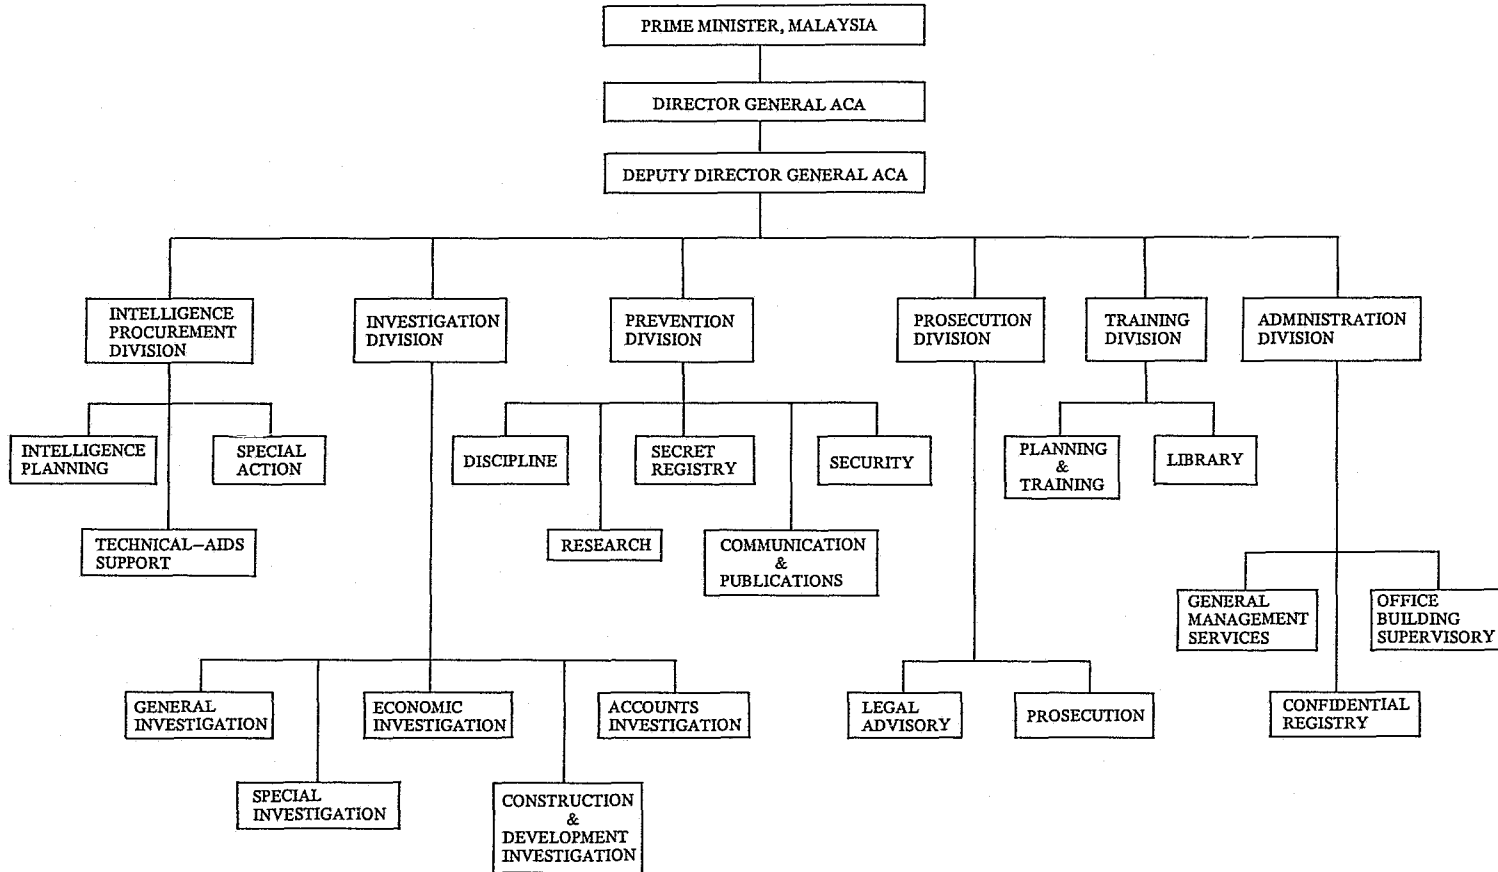 PRIME MINISTER, MALAYSIA
DIRECTOR GENERAL ACA
DEPUTY DIRECTOR GENERAL ACA
INTELLIGENCE
PROCUREMENT
DIVISION
INVESTIGATION
DIVISION
PREVENTION
DIVISION
PROSECUTION
DIVISION
TRAINING
DIVISION
ADMINISTRATION
DIVISION
INTELLIGENCE
PLANNING
SPECIAL
ACTION
DISCIPLINE
SECRET
REGISTRY
SECURITY
PLANNING
&
TRAINING
LIBRARY
TECHNICAL–AIDS
SUPPORT
RESEARCH
COMMUNICATION
&
PUBLICATIONS
GENERAL
MANAGEMENT
SERVICES
OFFICE
BUILDING
SUPERVISORY
GENERAL
INVESTIGATION
ECONOMIC
INVESTIGATION
ACCOUNTS
INVESTIGATION
LEGAL
ADVISORY
PROSECUTION
CONFIDENTIAL
REGISTRY
SPECIAL
INVESTIGATION
CONSTRUCTION
&
DEVELOPMENT
INVESTIGATION